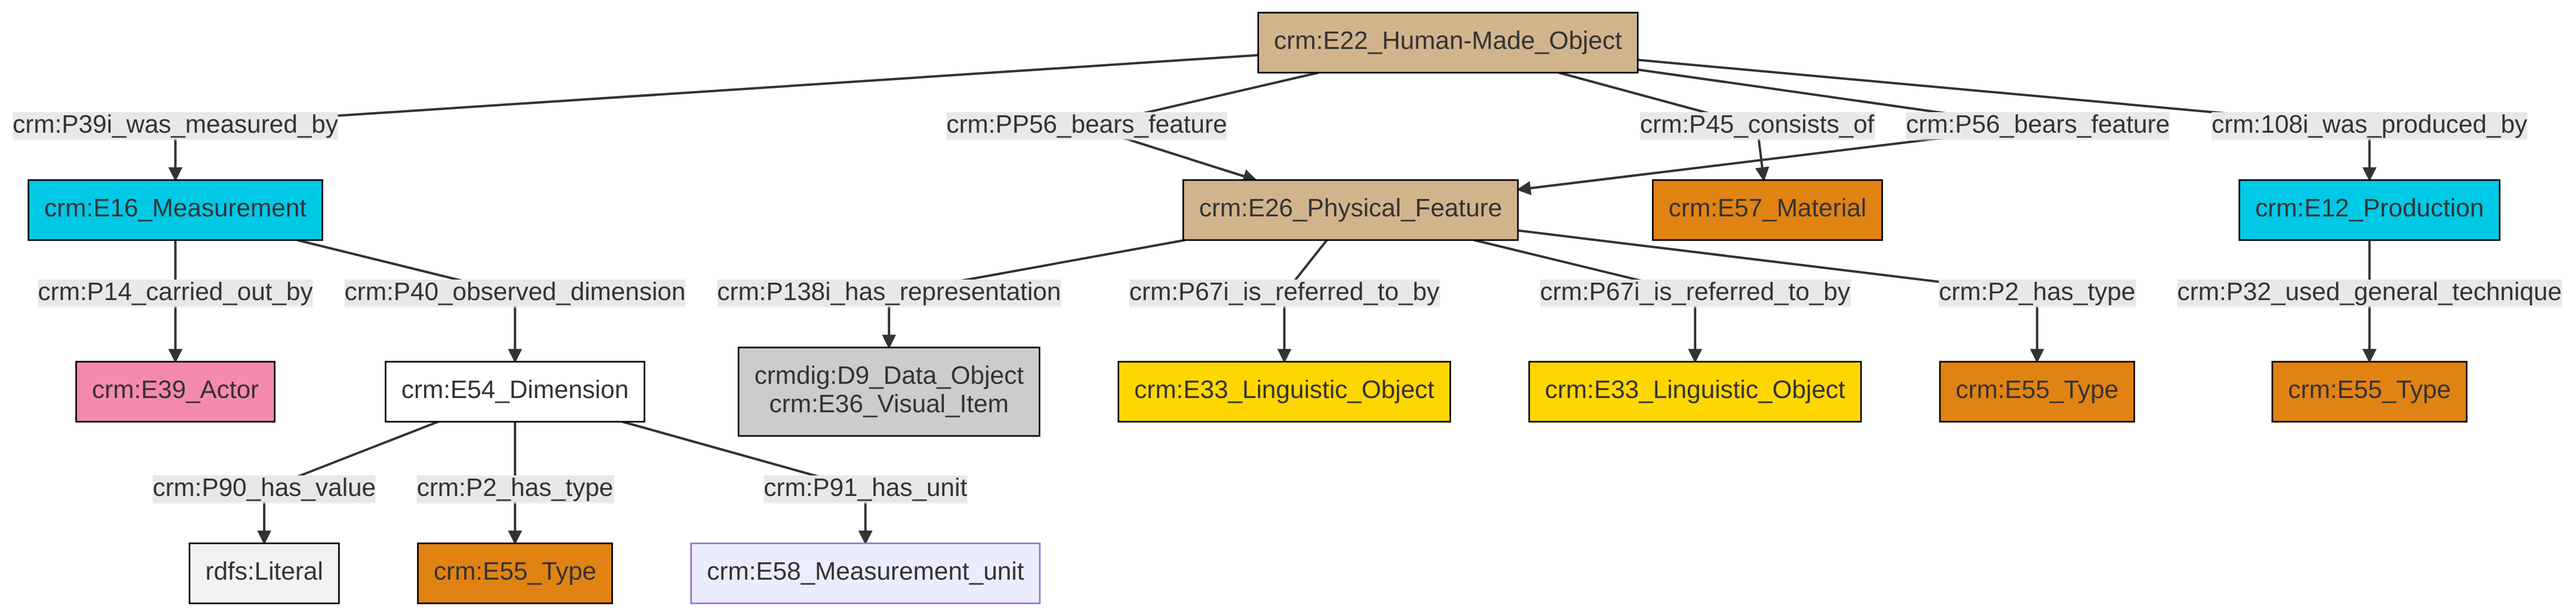 crm:E22_Human-Made_Object
crm:P39i_was_measured_by
crm:PP56_bears_feature
crm:P45_consists_of
crm:P56_bears_feature
crm:108i_was_produced_by
crm:E16_Measurement
crm:E26_Physical_Feature
crm:E57_Material
crm:E12_Production
crm:P14_carried_out_by
crm:P40_observed_dimension
crm:P138i_has_representation
crm:P67i_is_referred_to_by
crm:P67i_is_referred_to_by
crm:P2_has_type
crm:P32_used_general_technique
crm:E39_Actor
crm:E54_Dimension
crmdig:D9_Data_Object
crm:E36_Visual_Item
crm:E33_Linguistic_Object
crm:E33_Linguistic_Object
crm:E55_Type
crm:E55_Type
crm:P90_has_value
crm:P2_has_type
crm:P91_has_unit
rdfs:Literal
crm:E55_Type
crm:E58_Measurement_unit